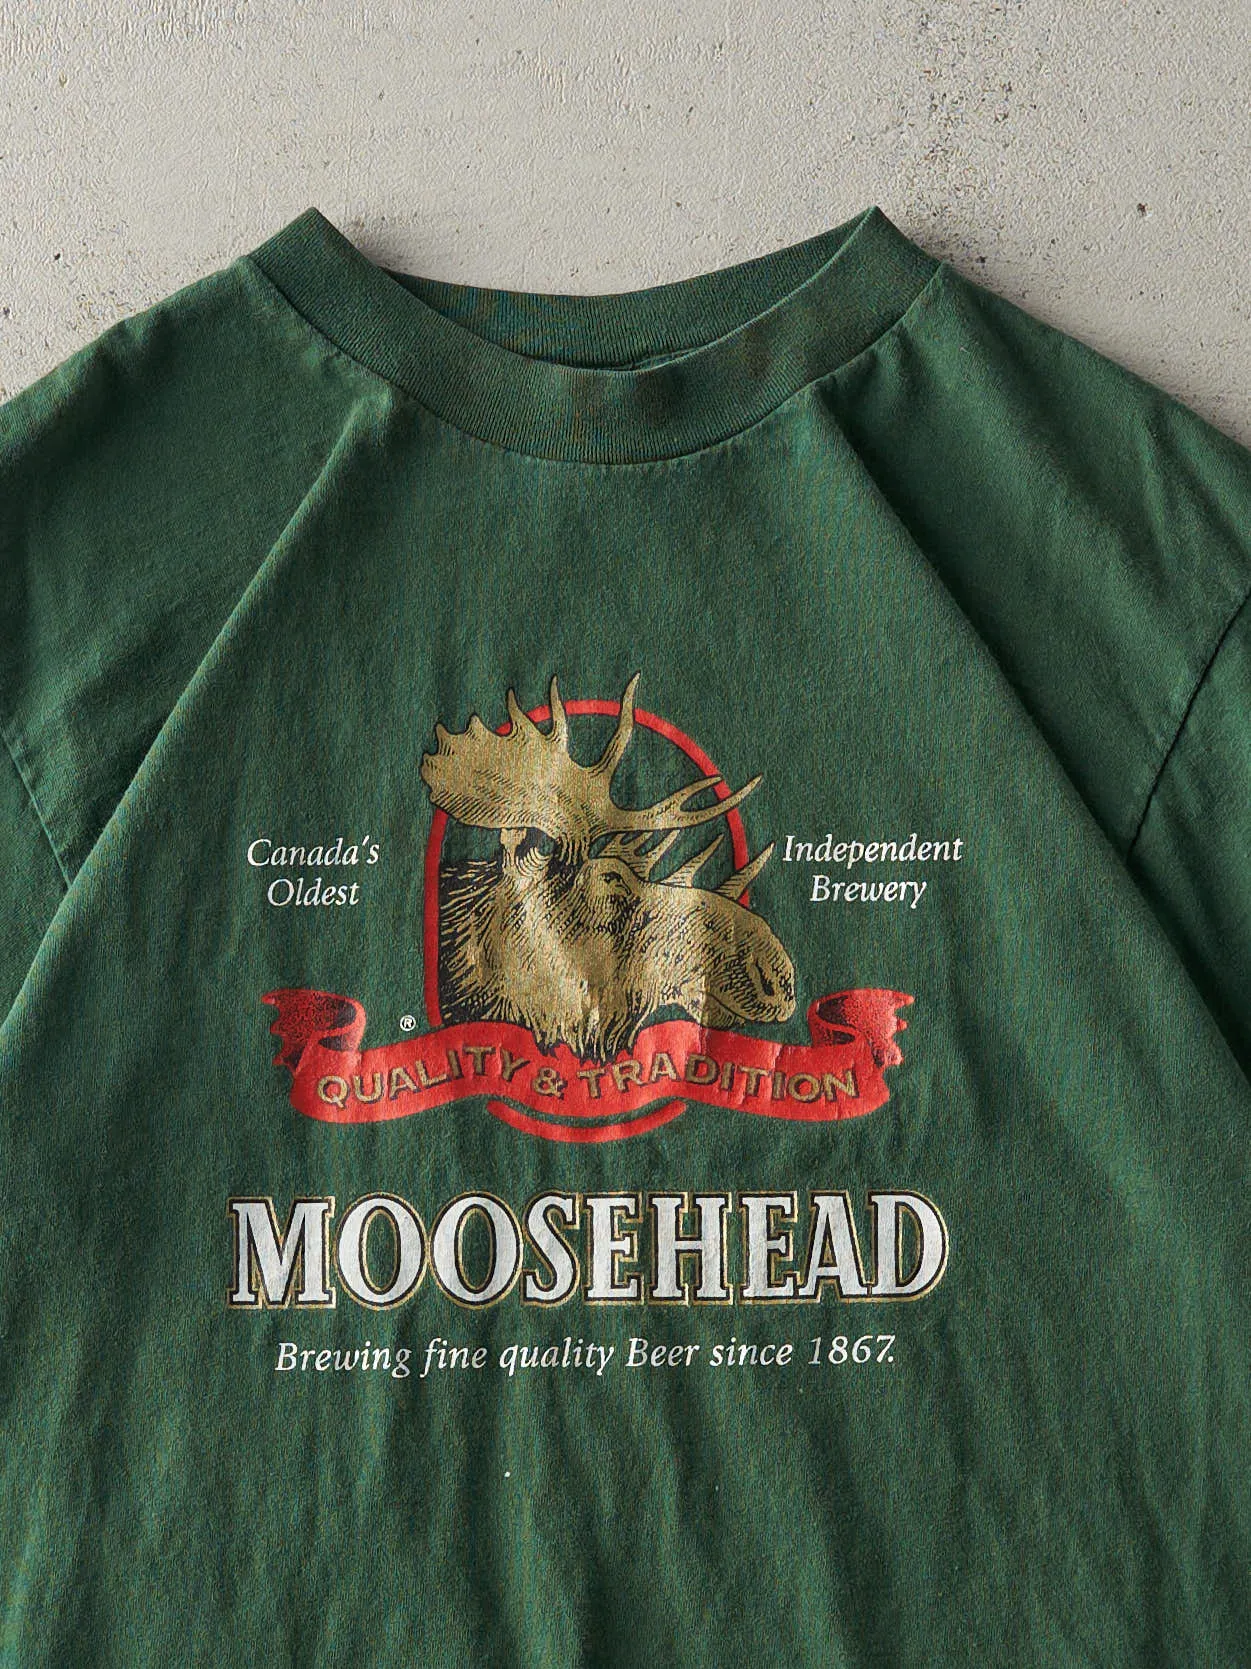 Canada's
Oldest
Independent
Brewery
®
QUALITY & TRADITION
MOOSEHEAD
Brewing fine quality Beer since 1867.